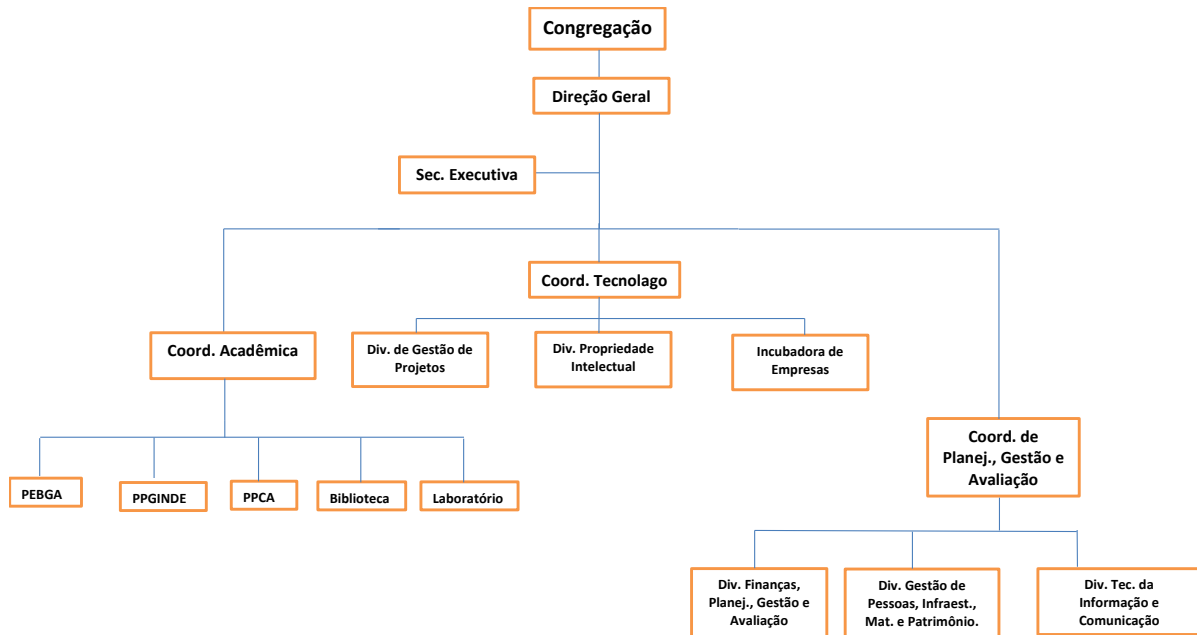 Congregação
Direção Geral
Sec. Executiva
Coord. Tecnolago
Coord. Acadêmica
Div. de Gestão de
Projetos
Div. Propriedade
Intelectual
Incubadora de
Empresas
Coord. de
Planej., Gestão e
Avaliação
PEBGA
PPGINDE
PPCA
Biblioteca
Laboratório
Div. Finanças,
Planej., Gestão e
Avaliação
Div. Gestão de
Pessoas, Infraest.,
Mat. e Patrimônio.
Div. Tec. da
Informação e
Comunicação